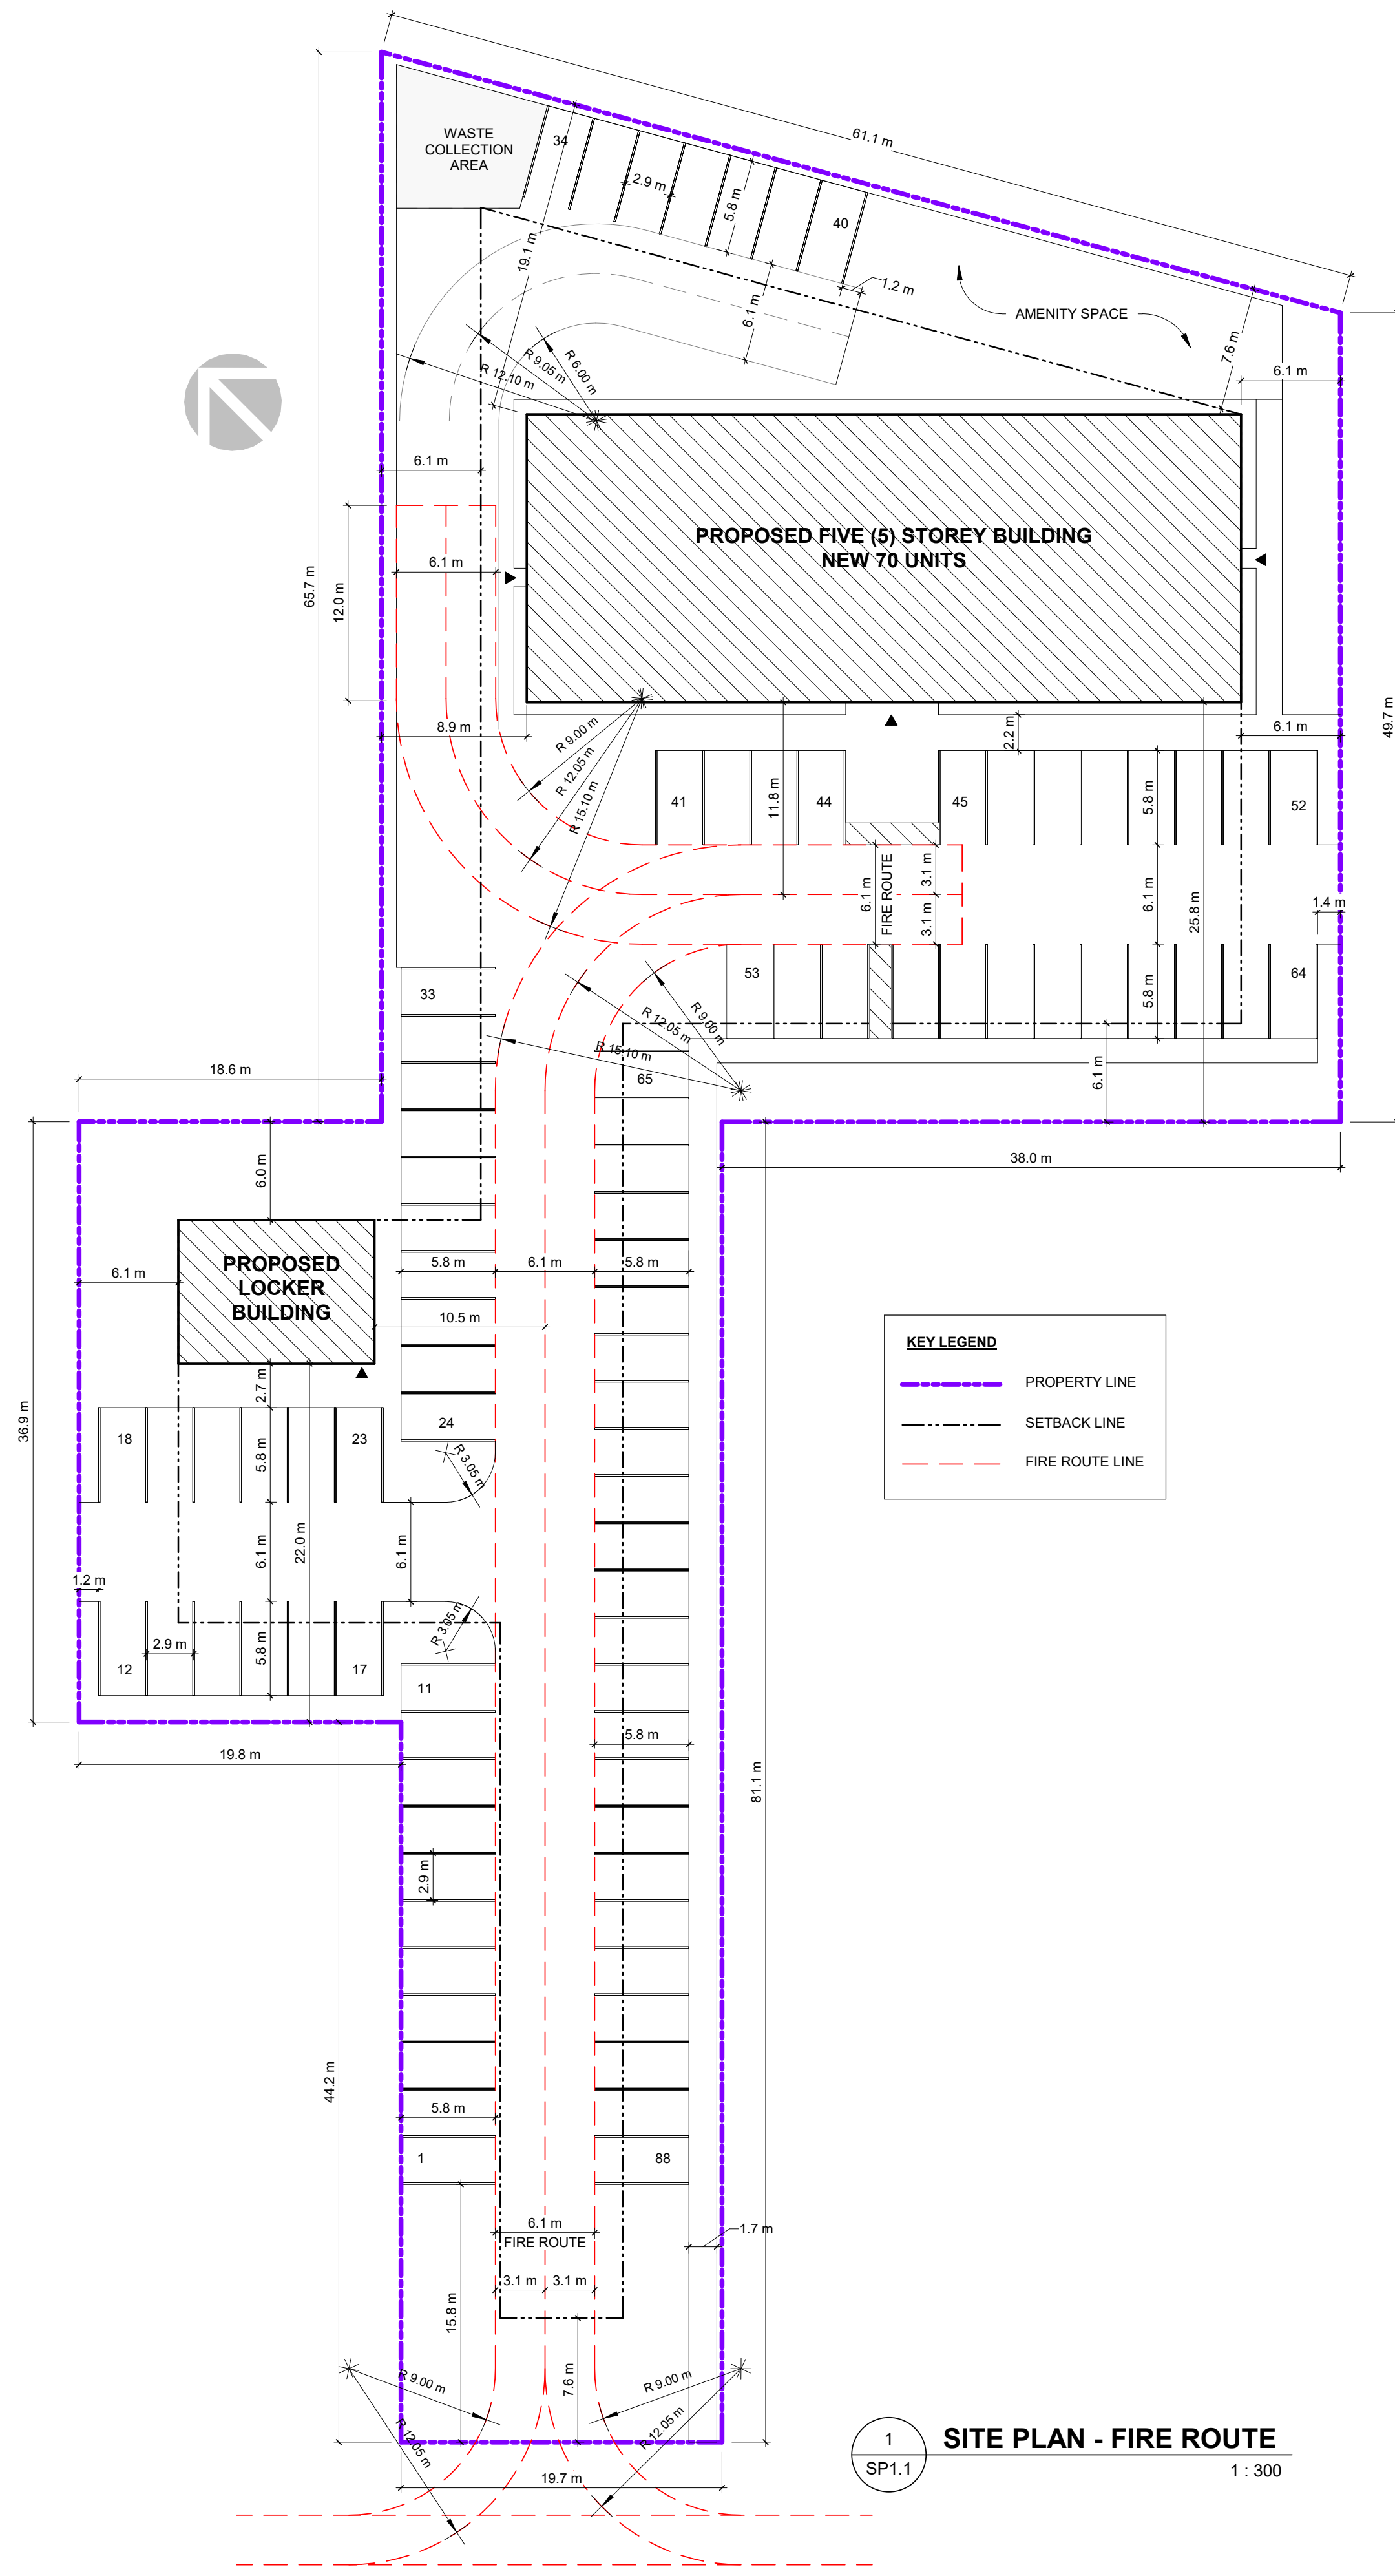 61.1 m
WASTE
COLLECTION
AREA
34
2.9 m
5.8 m
40
19.1 m
1.2 m
6.1 m
AMENITY SPACE
7.6 m
R 6.00 m
R 9.05 m
R 12.10 m
6.1 m
6.1 m
65.7 m
12.0 m
6.1 m
PROPOSED FIVE (5) STOREY BUILDING
NEW 70 UNITS
49.7 m
8.9 m
R 9.00 m
R 12.05 m
R 15.10 m
2.2 m
6.1 m
41
44
11.8 m
45
5.8 m
52
6.1 m
FIRE ROUTE
3.1 m
3.1 m
6.1 m
25.8 m
1.4 m
33
53
5.8 m
64
R 12.05 m
R 9.00 m
R 15.10 m
65
6.1 m
18.6 m
38.0 m
6.0 m
6.1 m
PROPOSED
LOCKER
BUILDING
5.8 m
6.1 m
5.8 m
10.5 m
KEY LEGEND
PROPERTY LINE
SETBACK LINE
FIRE ROUTE LINE
36.9 m
2.7 m
18
23
5.8 m
24
R 3.05 m
6.1 m
22.0 m
6.1 m
1.2 m
R 3.05 m
12
2.9 m
5.8 m
17
11
5.8 m
19.8 m
81.1 m
2.9 m
44.2 m
5.8 m
1
88
6.1 m
FIRE ROUTE
1.7 m
3.1 m
3.1 m
15.8 m
7.6 m
R 9.00 m
R 9.00 m
R 12.05 m
R 12.05 m
19.7 m
1
SP1.1
SITE PLAN - FIRE ROUTE
1 : 300